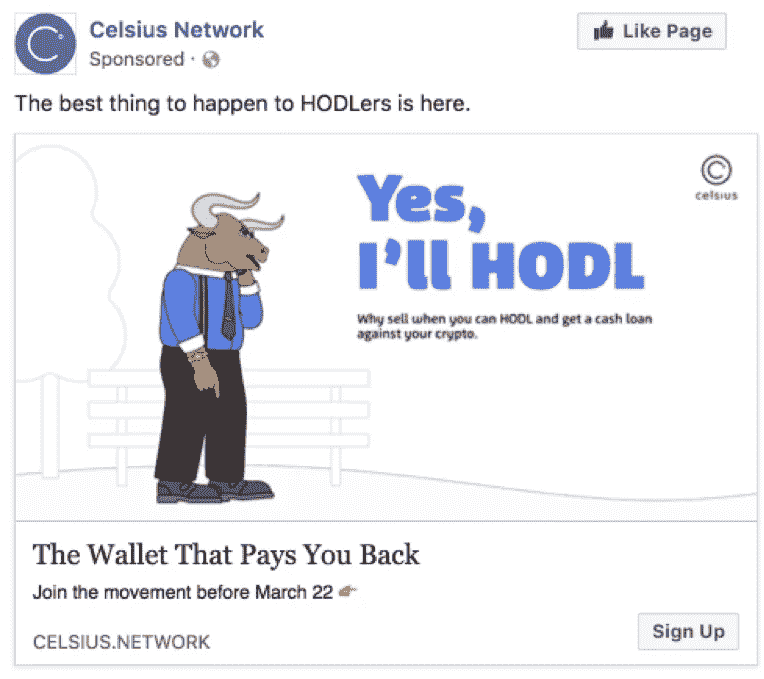 Celsius Network
Like Page
Sponsored ·
The best thing to happen to HODLers is here.
celsius
Yes,
I'll HODL
Why sell when you can HODL and get a cash loan
against your crypto.
The Wallet That Pays You Back
Join the movement before March 22
CELSIUS.NETWORK
Sign Up